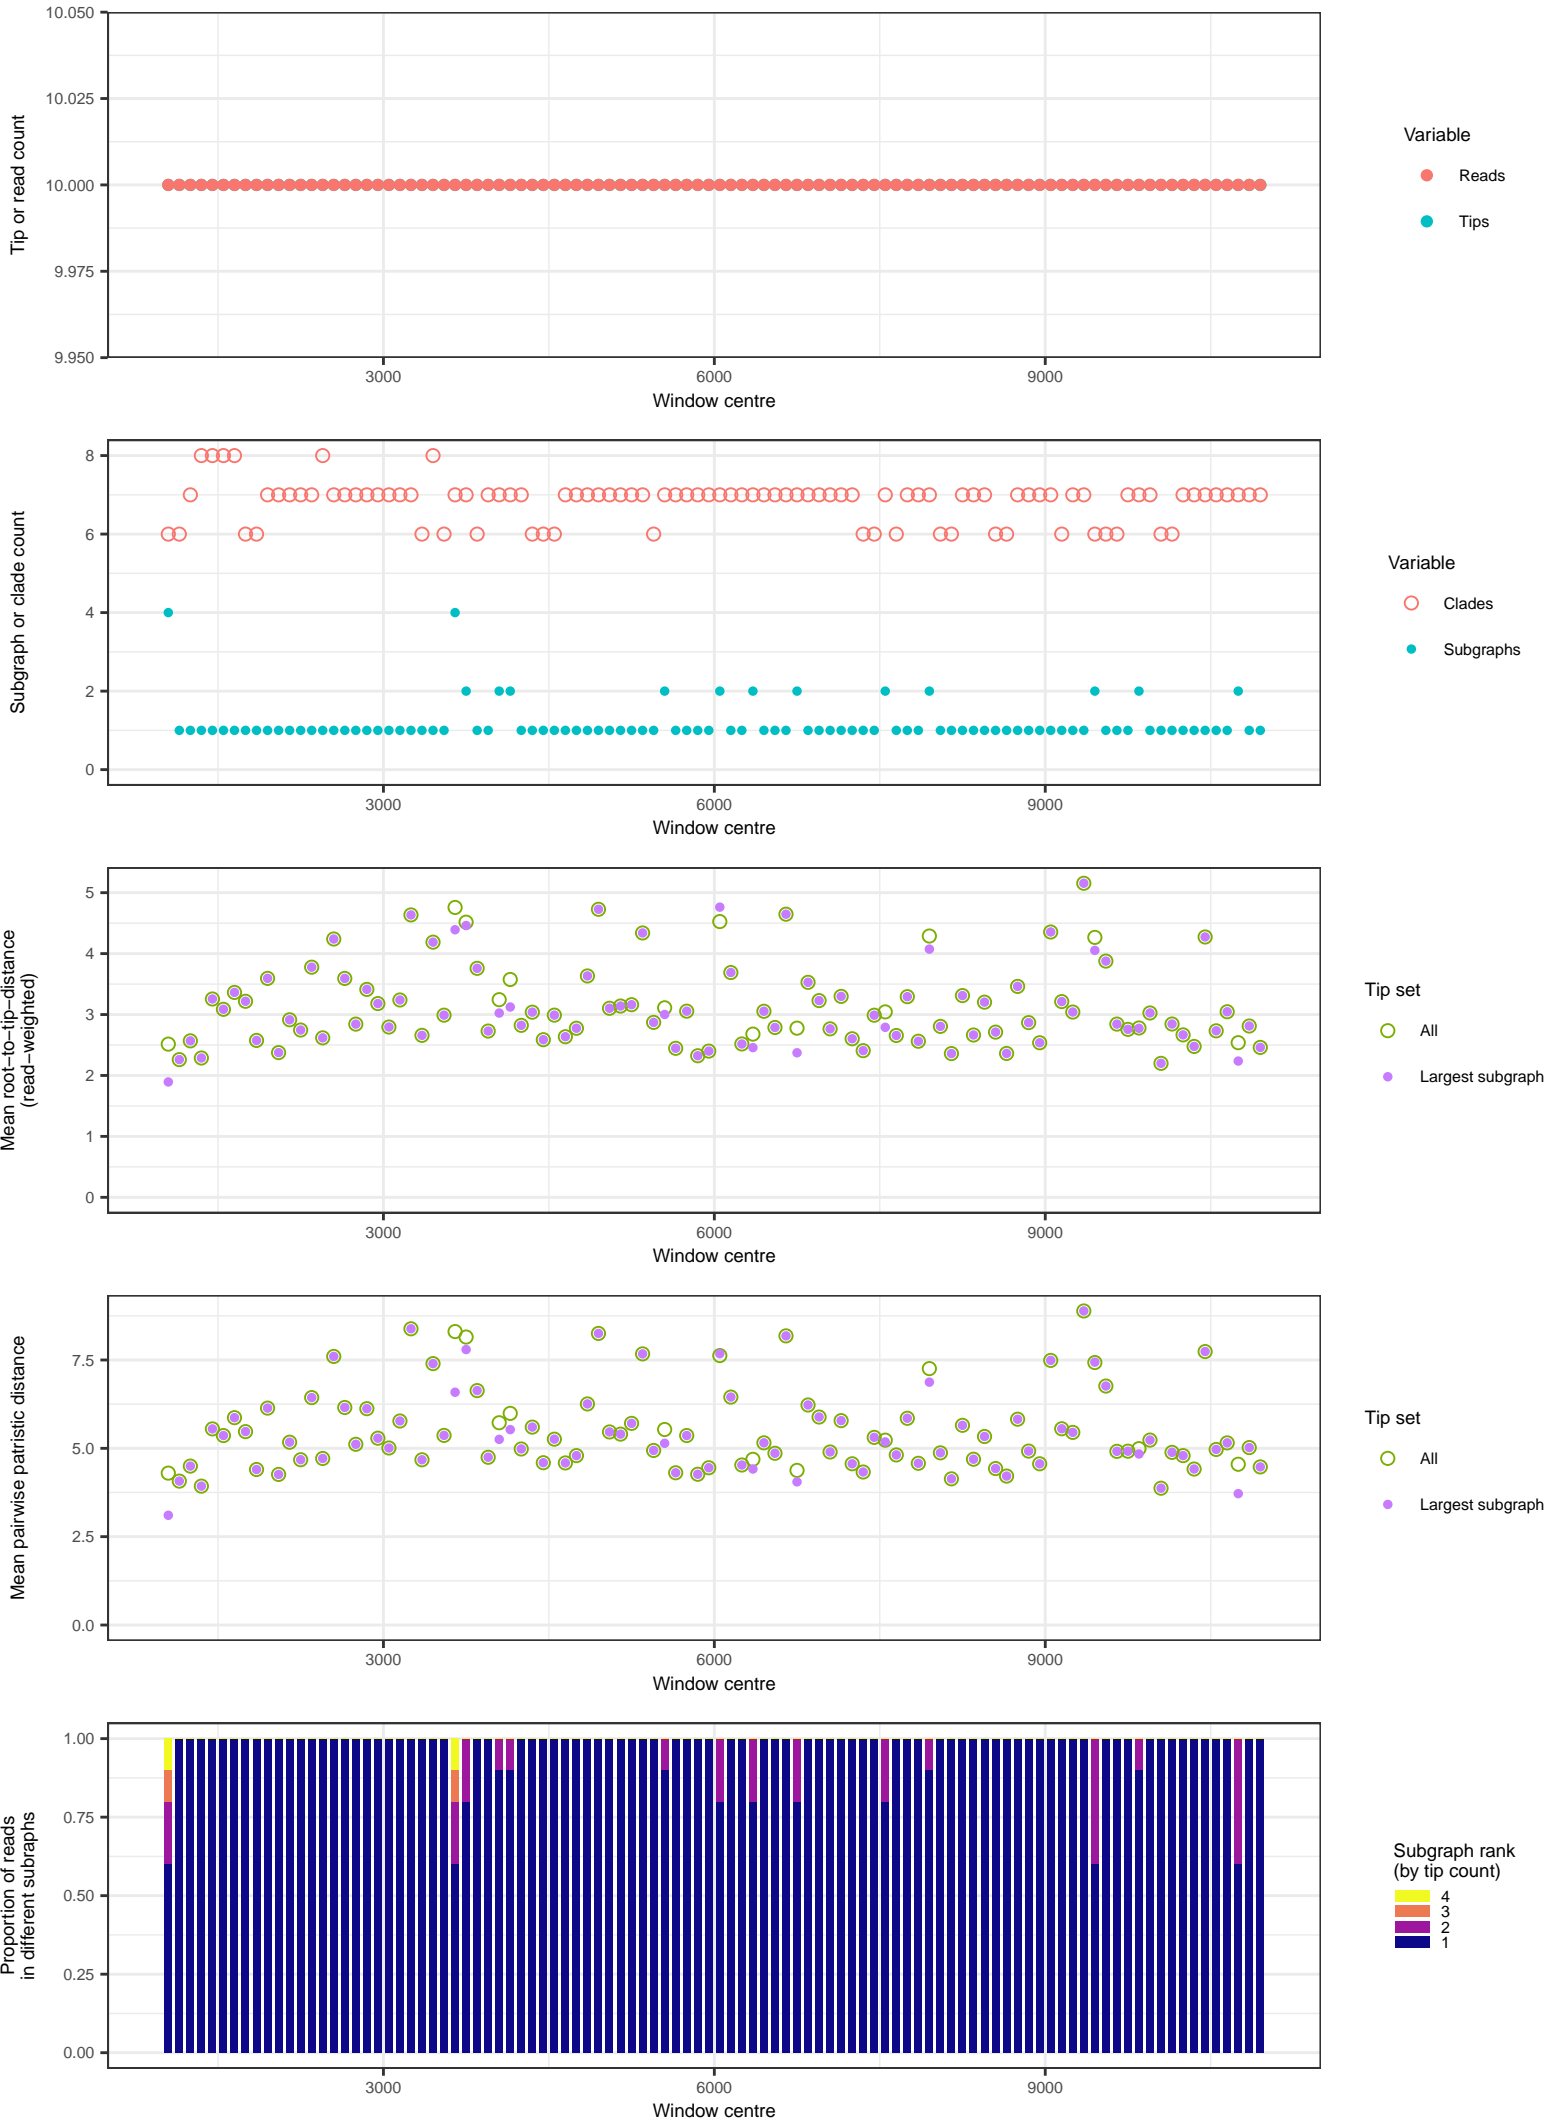 10.050
10.025
10.000
9.975
9.950
Tip or read count
3000 6000 9000
Window centre
Variable
Reads
Tips
8
6
4
2
0
Subgraph or clade count
3000 6000 9000
Window centre
Variable
Clades
Subgraphs
5
4
3
2
1
0
Mean root−to−tip−distance
(read−weighted)
3000 6000 9000
Window centre
Tip set
All
Largest subgraph
7.5
5.0
2.5
0.0
Mean pairwise patristic distance
3000 6000 9000
Window centre
Tip set
All
Largest subgraph
1.00
0.75
0.50
0.25
0.00
Proportion of reads
in different subraphs
3000 6000 9000
Window centre
Subgraph rank
(by tip count)
4
3
2
1